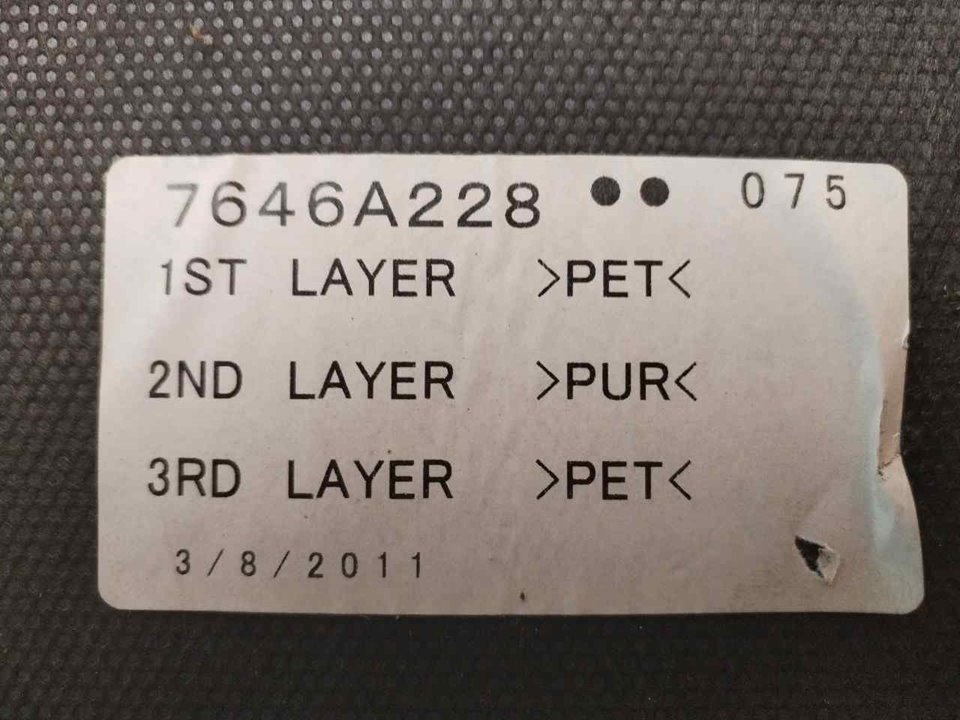 7646A228 ●● 075
1ST LAYER >PET<
2ND LAYER >PUR<
3RD LAYER >PET<
3/8/2011